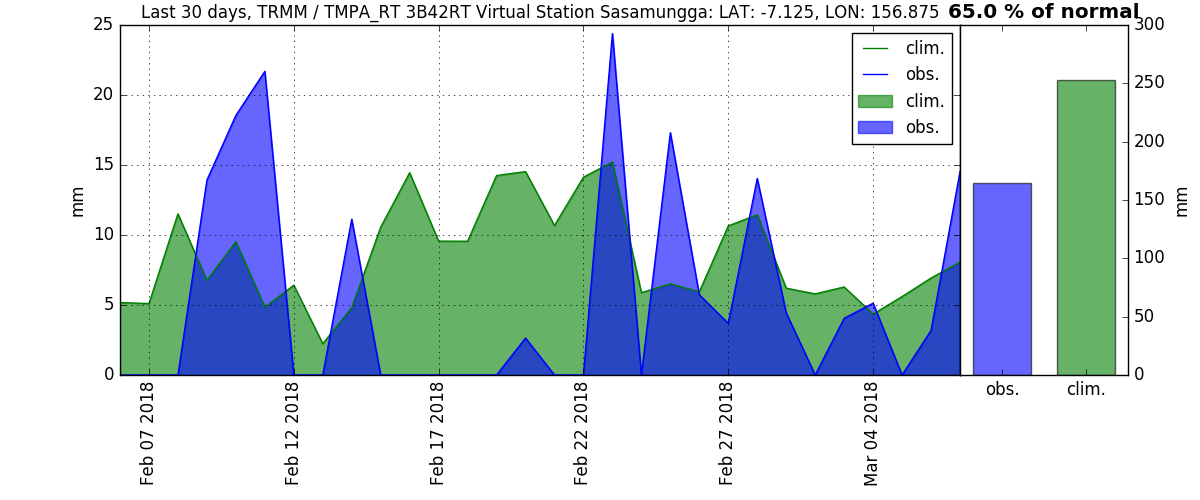 Last 30 days, TRMM / TMPA_RT 3B42RT Virtual Station Sasamungga: LAT: -7.125, LON: 156.875 65.0 % of normal
25
20
15
10
5
0
mm
clim.
obs.
clim.
obs.
Feb 07 2018
Feb 12 2018
Feb 17 2018
Feb 22 2018
Feb 27 2018
Mar 04 2018
300
250
200
150
100
50
0
mm
obs. clim.